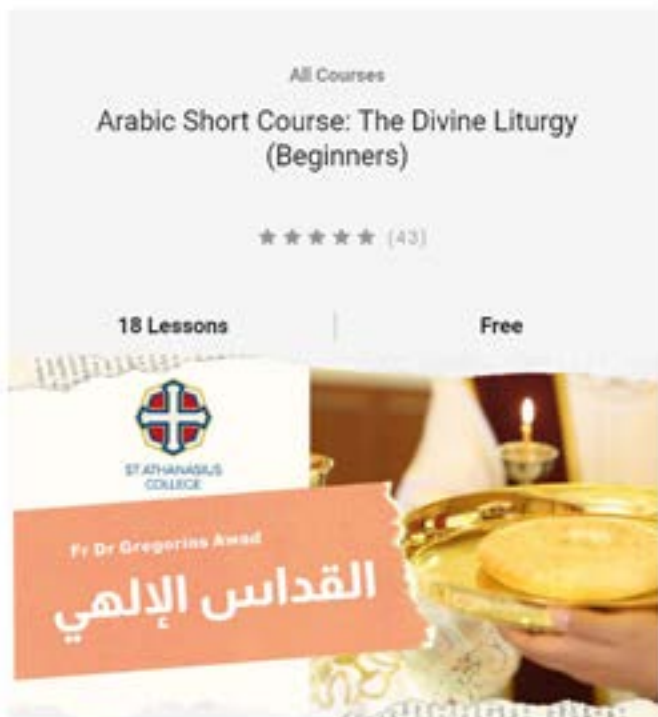 All Courses
Arabic Short Course: The Divine Liturgy
(Beginners)
★★★★★ (43)
18 Lessons
Free
ST ATHANASIUS
COLLEGE
Fr Dr Gregorios Awad
القداس الإلهي